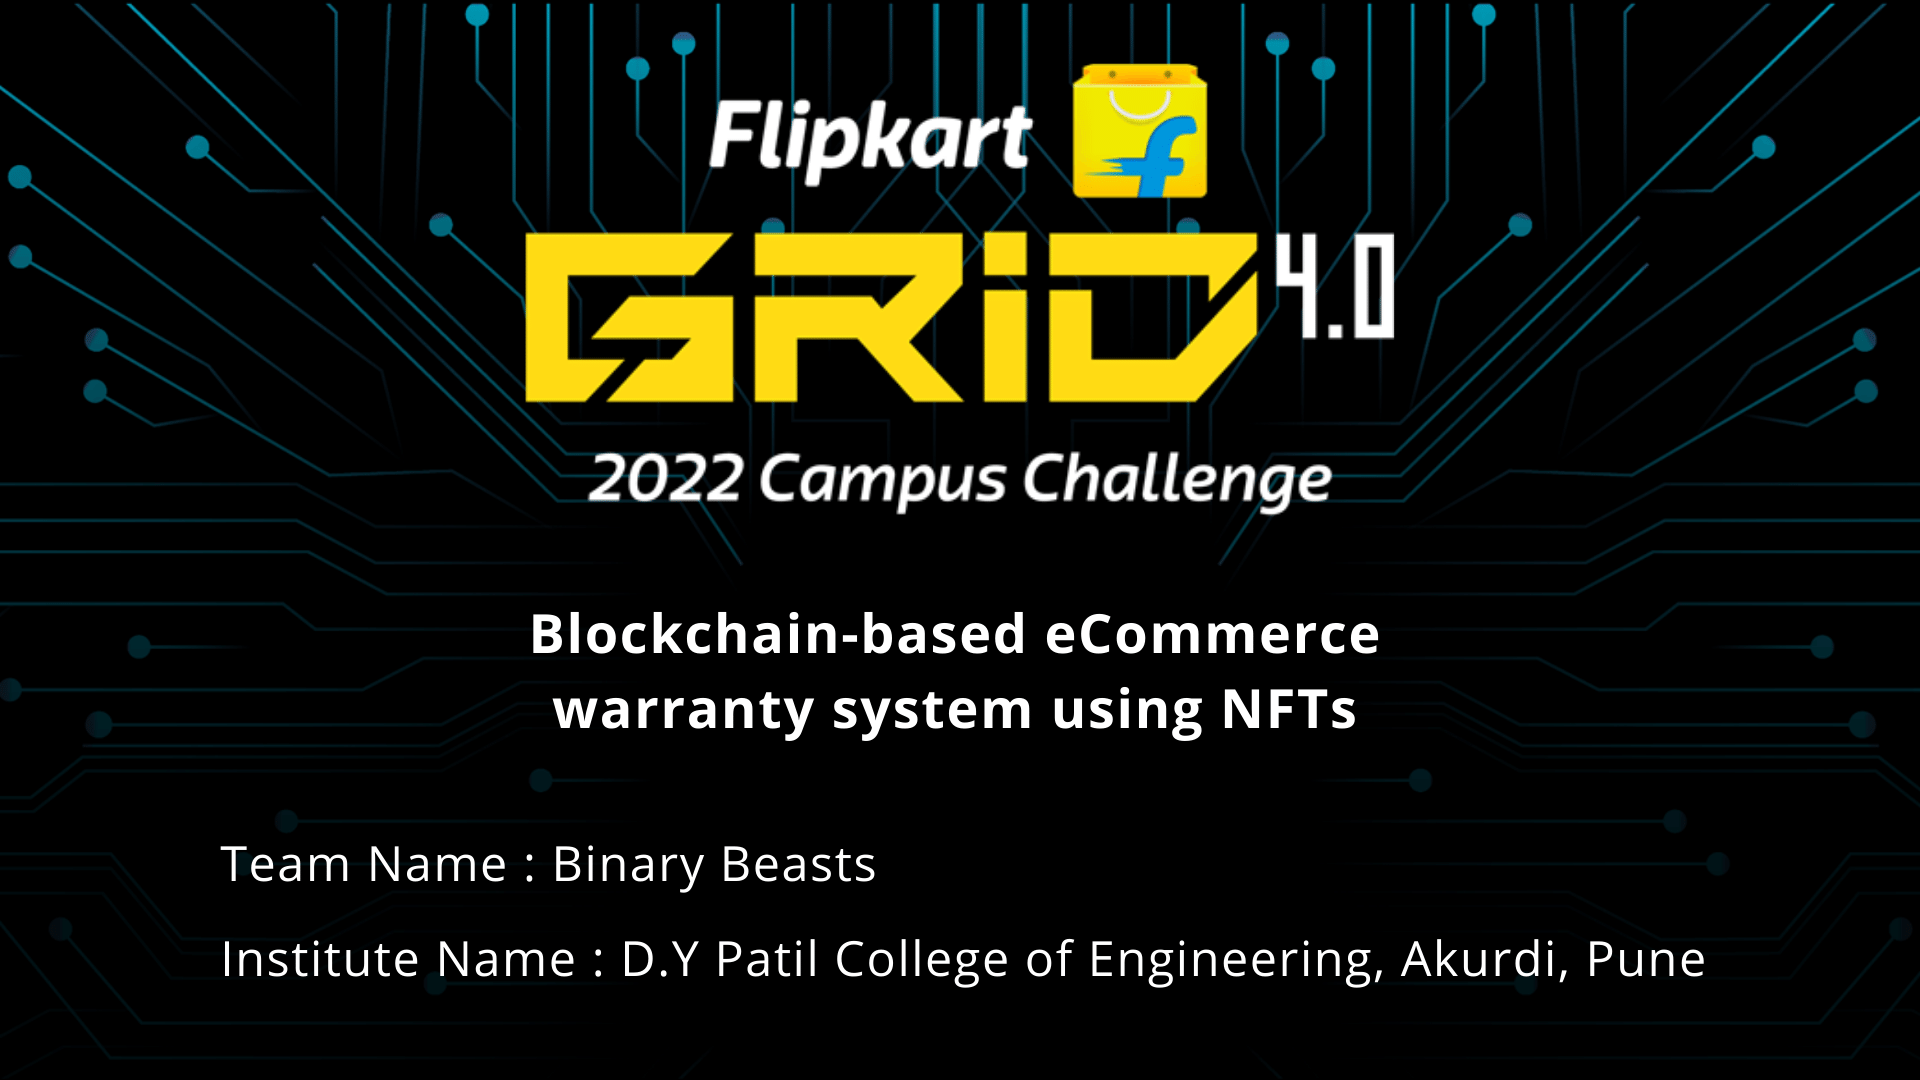 Flipkart
GRiD 4.0
2022 Campus Challenge
Blockchain-based eCommerce
warranty system using NFTs
Team Name : Binary Beasts
Institute Name : D.Y Patil College of Engineering, Akurdi, Pune